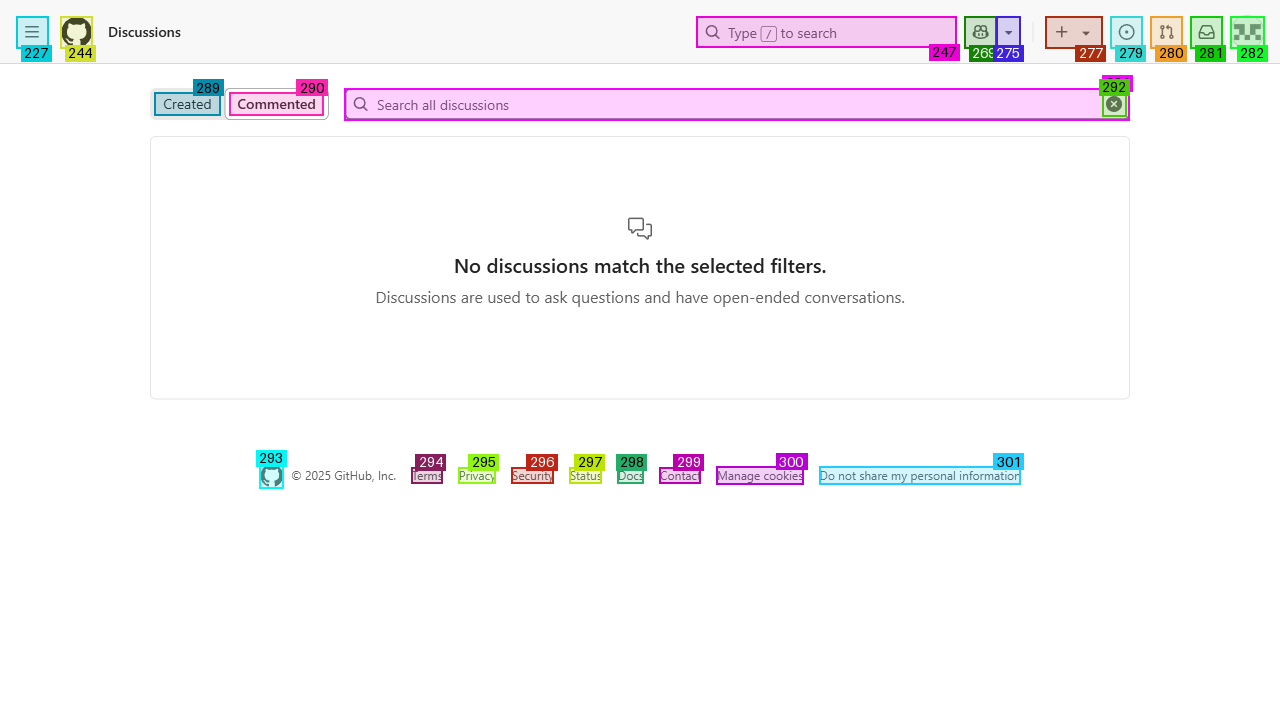 Discussions
Type / to search
227
244
247
269
275
277
279
280
281
282
289
290
292
Created
Commented
Search all discussions
No discussions match the selected filters.
Discussions are used to ask questions and have open-ended conversations.
293
294
295
296
297
298
299
300
301
© 2025 GitHub, Inc.
Terms
Privacy
Security
Status
Docs
Contact
Manage cookies
Do not share my personal information